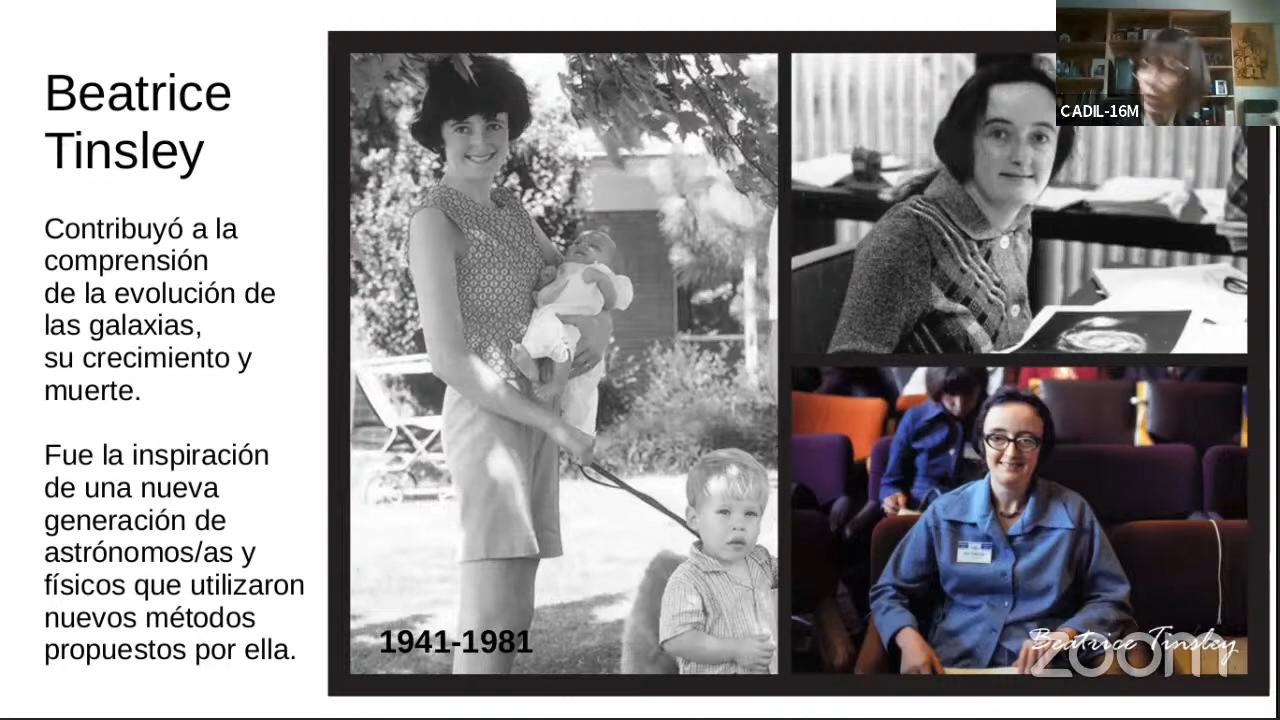 Beatrice
Tinsley
Contribuyó a la
comprensión
de la evolución de
las galaxias,
su crecimiento y
muerte.
Fue la inspiración
de una nueva
generación de
astrónomos/as y
físicos que utilizaron
nuevos métodos
propuestos por ella.
1941-1981
CADIL-16M
Beatrice Tinsley
zoom